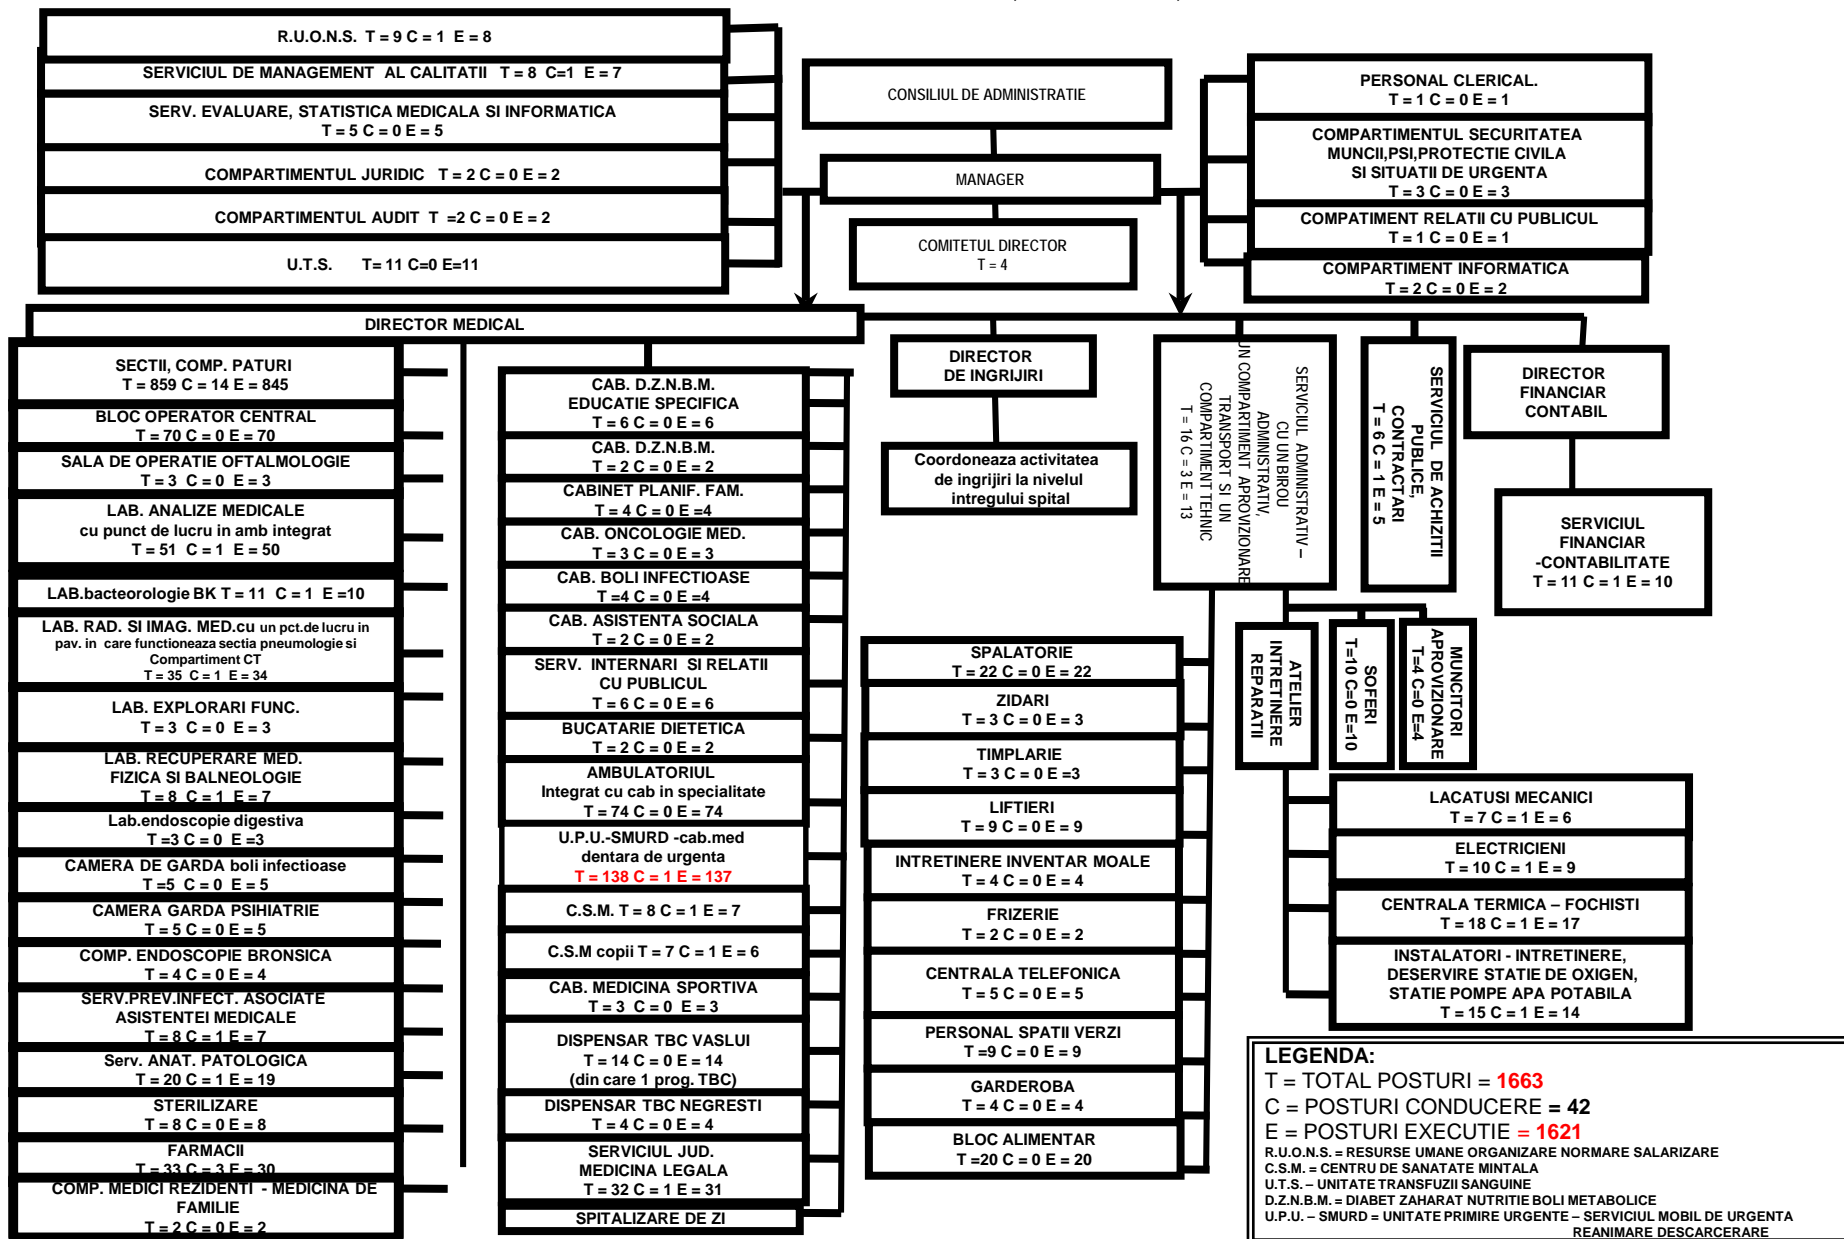 R.U.O.N.S. T = 9 C = 1 E = 8
SERVICIUL DE MANAGEMENT AL CALITATII T = 8 C=1 E = 7
SERV. EVALUARE, STATISTICA MEDICALA SI INFORMATICA
T = 5 C = 0 E = 5
COMPARTIMENTUL JURIDIC T = 2 C = 0 E = 2
COMPARTIMENTUL AUDIT T =2 C = 0 E = 2
U.T.S. T= 11 C=0 E=11
CONSILIUL DE ADMINISTRATIE
MANAGER
COMITETUL DIRECTOR
T = 4
PERSONAL CLERICAL.
T = 1 C = 0 E = 1
COMPARTIMENTUL SECURITATEA
MUNCII,PSI,PROTECTIE CIVILA
SI SITUATII DE URGENTA
T = 3 C = 0 E = 3
COMPATIMENT RELATII CU PUBLICUL
T = 1 C = 0 E = 1
COMPARTIMENT INFORMATICA
T = 2 C = 0 E = 2
DIRECTOR MEDICAL
SECTII, COMP. PATURI
T = 859 C = 14 E = 845
BLOC OPERATOR CENTRAL
T = 70 C = 0 E = 70
SALA DE OPERATIE OFTALMOLOGIE
T = 3 C = 0 E = 3
LAB. ANALIZE MEDICALE
cu punct de lucru in amb integrat
T = 51 C = 1 E = 50
LAB.bacteorologie BK T = 11 C = 1 E =10
LAB. RAD. SI IMAG. MED.cu un pct.de lucru in
pav. in care functioneaza sectia pneumologie si
Compartiment CT
T = 35 C = 1 E = 34
LAB. EXPLORARI FUNC.
T = 3 C = 0 E = 3
LAB. RECUPERARE MED.
FIZICA SI BALNEOLOGIE
T = 8 C = 1 E = 7
Lab.endoscopie digestiva
T =3 C = 0 E =3
CAMERA DE GARDA boli infectioase
T =5 C = 0 E = 5
CAMERA GARDA PSIHIATRIE
T = 5 C = 0 E = 5
COMP. ENDOSCOPIE BRONSICA
T = 4 C = 0 E = 4
SERV.PREV.INFECT. ASOCIATE
ASISTENTEI MEDICALE
T = 8 C = 1 E = 7
Serv. ANAT. PATOLOGICA
T = 20 C = 1 E = 19
STERILIZARE
T = 8 C = 0 E = 8
FARMACII
T = 33 C = 3 E = 30
COMP. MEDICI REZIDENTI - MEDICINA DE
FAMILIE
T = 2 C = 0 E = 2
CAB. D.Z.N.B.M.
EDUCATIE SPECIFICA
T = 6 C = 0 E = 6
CAB. D.Z.N.B.M.
T = 2 C = 0 E = 2
CABINET PLANIF. FAM.
T = 4 C = 0 E =4
CAB. ONCOLOGIE MED.
T = 3 C = 0 E = 3
CAB. BOLI INFECTIOASE
T =4 C = 0 E =4
CAB. ASISTENTA SOCIALA
T = 2 C = 0 E = 2
SERV. INTERNARI SI RELATII
CU PUBLICUL
T = 6 C = 0 E = 6
BUCATARIE DIETETICA
T = 2 C = 0 E = 2
AMBULATORIUL
Integrat cu cab in specialitate
T = 74 C = 0 E = 74
U.P.U.-SMURD -cab.med
dentara de urgenta
T = 138 C = 1 E = 137
C.S.M. T = 8 C = 1 E = 7
C.S.M copii T = 7 C = 1 E = 6
CAB. MEDICINA SPORTIVA
T = 3 C = 0 E = 3
DISPENSAR TBC VASLUI
T = 14 C = 0 E = 14
(din care 1 prog. TBC)
DISPENSAR TBC NEGRESTI
T = 4 C = 0 E = 4
SERVICIUL JUD.
MEDICINA LEGALA
T = 32 C = 1 E = 31
SPITALIZARE DE ZI
DIRECTOR
DE INGRIJIRI
Coordoneaza activitatea
de ingrijiri la nivelul
intregului spital
SERVICIUL ADMINISTRATIV –
CU UN BIROU
ADMINISTRATIV,
UN COMPARTIMENT APROVIZIONARE
TRANSPORT SI UN
COMPARTIMENT TEHNIC
T = 16 C = 3 E = 13
SERVICIUL DE ACHIZITII
PUBLICE,
CONTRACTARI
T = 6 C = 1 E = 5
DIRECTOR
FINANCIAR
CONTABIL
SERVICIUL
FINANCIAR
-CONTABILITATE
T = 11 C = 1 E = 10
SPALATORIE
T = 22 C = 0 E = 22
ZIDARI
T = 3 C = 0 E = 3
TIMPLARIE
T = 3 C = 0 E =3
LIFTIERI
T = 9 C = 0 E = 9
INTRETINERE INVENTAR MOALE
T = 4 C = 0 E = 4
FRIZERIE
T = 2 C = 0 E = 2
CENTRALA TELEFONICA
T = 5 C = 0 E = 5
PERSONAL SPATII VERZI
T =9 C = 0 E = 9
GARDEROBA
T = 4 C = 0 E = 4
BLOC ALIMENTAR
T =20 C = 0 E = 20
ATELIER
INTRETINERE
REPARATII
SOFERI
T=10 C=0 E=10
MUNCITORI
APROVIZIONARE
T=4 C=0 E=4
LACATUSI MECANICI
T = 7 C = 1 E = 6
ELECTRICIENI
T = 10 C = 1 E = 9
CENTRALA TERMICA – FOCHISTI
T = 18 C = 1 E = 17
INSTALATORI - INTRETINERE,
DESERVIRE STATIE DE OXIGEN,
STATIE POMPE APA POTABILA
T = 15 C = 1 E = 14
LEGENDA:
T = TOTAL POSTURI = 1663
C = POSTURI CONDUCERE = 42
E = POSTURI EXECUTIE = 1621
R.U.O.N.S. = RESURSE UMANE ORGANIZARE NORMARE SALARIZARE
C.S.M. = CENTRU DE SANATATE MINTALA
U.T.S. – UNITATE TRANSFUZII SANGUINE
D.Z.N.B.M. = DIABET ZAHARAT NUTRITIE BOLI METABOLICE
U.P.U. – SMURD = UNITATE PRIMIRE URGENTE – SERVICIUL MOBIL DE URGENTA
REANIMARE DESCARCERARE